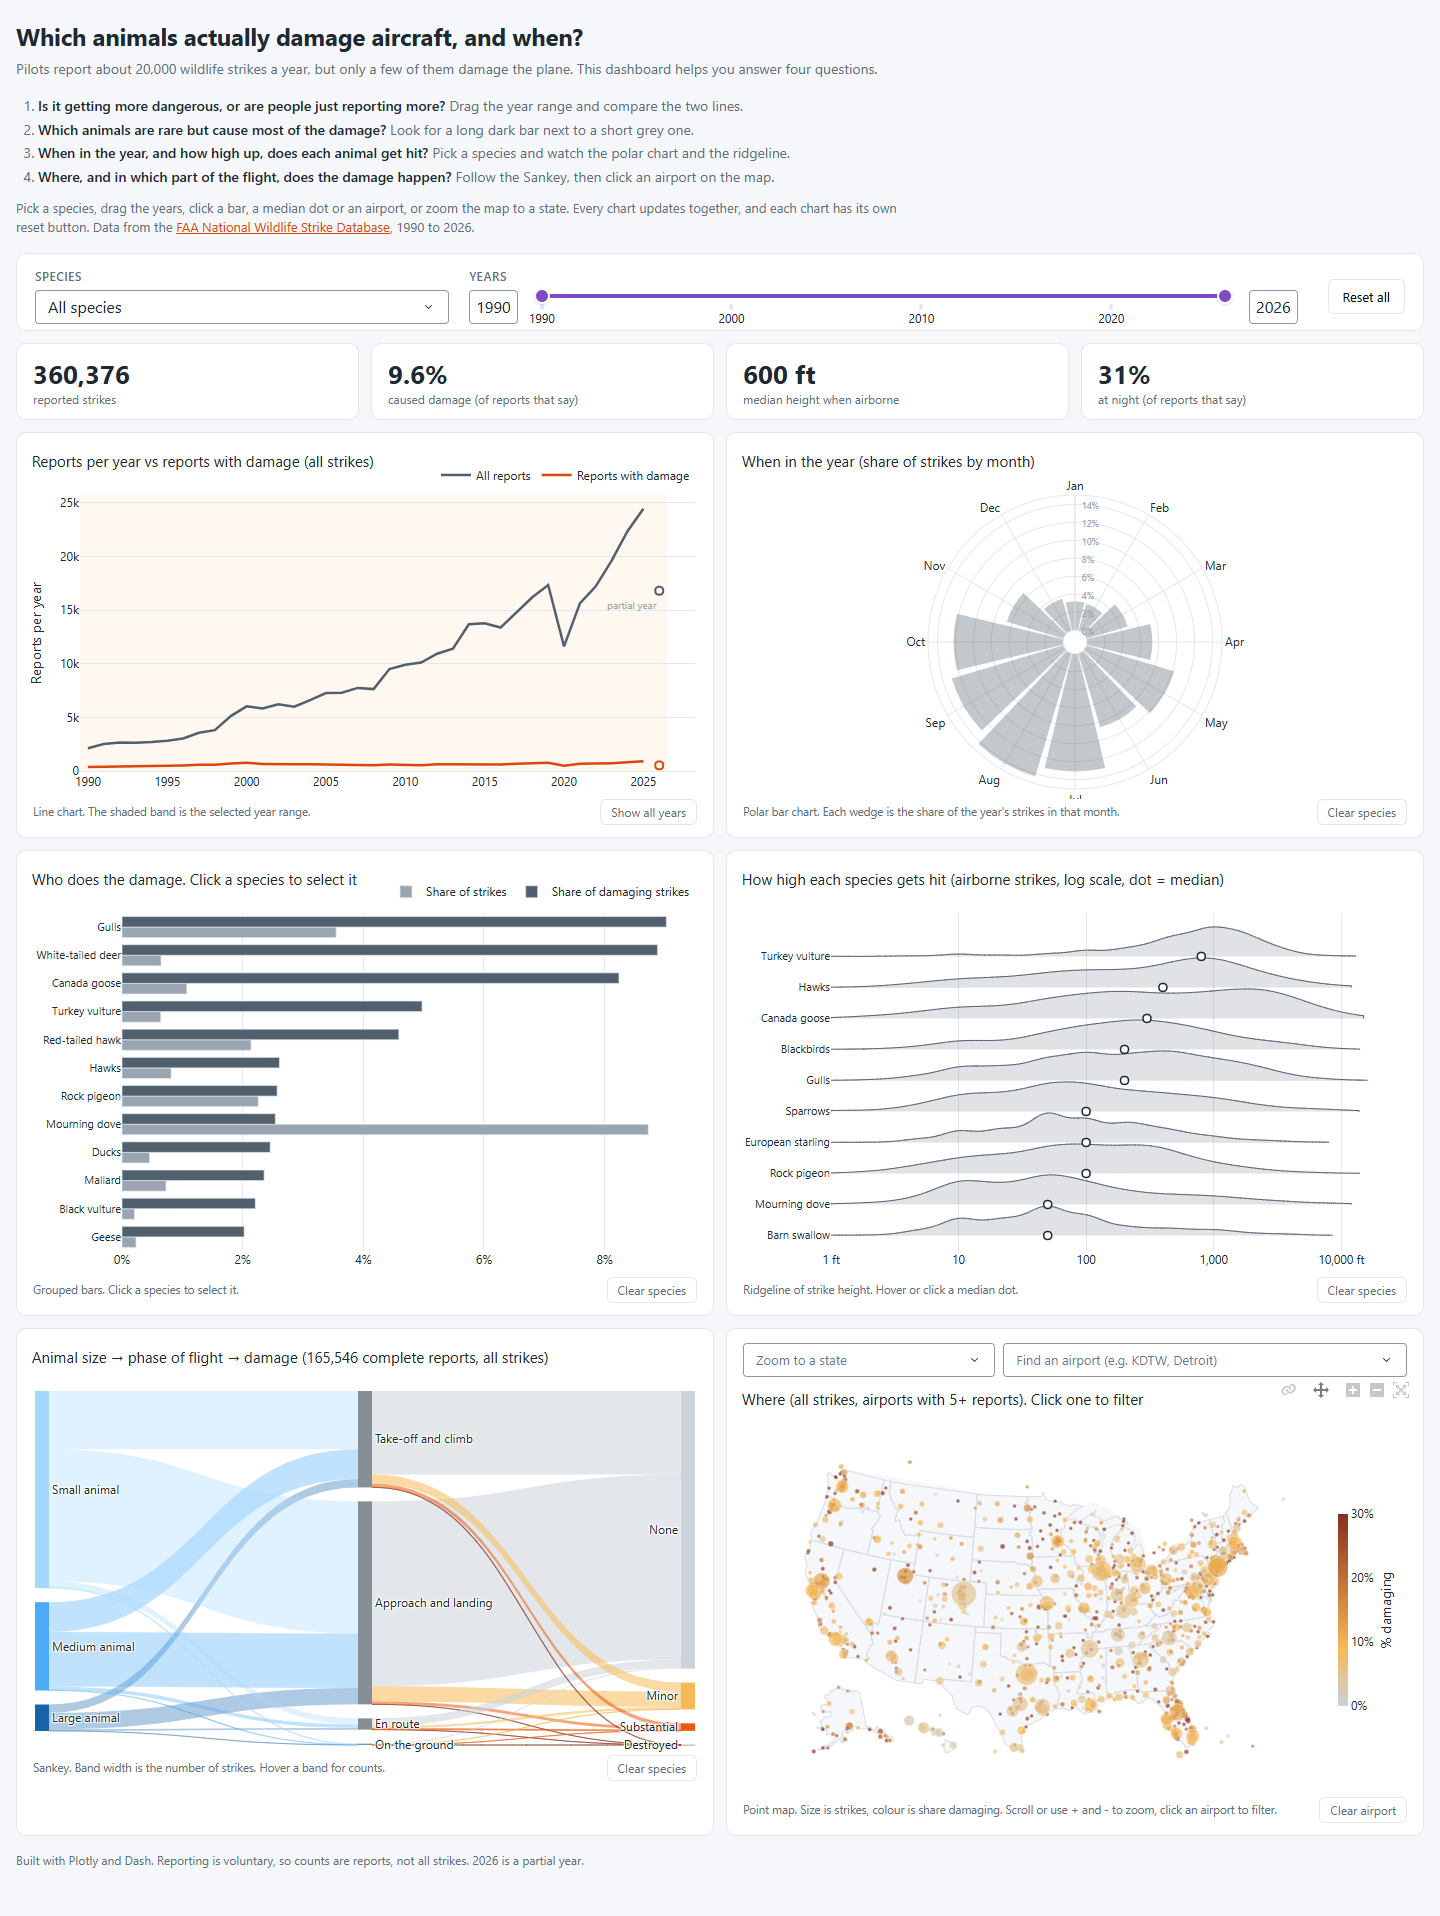 Which animals actually damage aircraft, and when?
Pilots report about 20,000 wildlife strikes a year, but only a few of them damage the plane. This dashboard helps you answer four questions.
1. Is it getting more dangerous, or are people just reporting more? Drag the year range and compare the two lines.
2. Which animals are rare but cause most of the damage? Look for a long dark bar next to a short grey one.
3. When in the year, and how high up, does each animal get hit? Pick a species and watch the polar chart and the ridgeline.
4. Where, and in which part of the flight, does the damage happen? Follow the Sankey, then click an airport on the map.
Pick a species, drag the years, click a bar, a median dot or an airport, or zoom the map to a state. Every chart updates together, and each chart has its own
reset button. Data from the FAA National Wildlife Strike Database, 1990 to 2026.
SPECIES
All species
YEARS
1990
1990
2000
2010
2020
2026
Reset all
360,376
reported strikes
9.6%
caused damage (of reports that say)
600 ft
median height when airborne
31%
at night (of reports that say)
Reports per year vs reports with damage (all strikes)
All reports
Reports with damage
25k
20k
15k
10k
5k
0
Reports per year
partial year
1990
1995
2000
2005
2010
2015
2020
2025
Line chart. The shaded band is the selected year range.
Show all years
When in the year (share of strikes by month)
Jan
Feb
Mar
Apr
May
Jun
Jul
Aug
Sep
Oct
Nov
Dec
14%
12%
10%
8%
6%
4%
2%
0%
Polar bar chart. Each wedge is the share of the year's strikes in that month.
Clear species
Who does the damage. Click a species to select it
Share of strikes
Share of damaging strikes
Gulls
White-tailed deer
Canada goose
Turkey vulture
Red-tailed hawk
Hawks
Rock pigeon
Mourning dove
Ducks
Mallard
Black vulture
Geese
0%
2%
4%
6%
8%
Grouped bars. Click a species to select it.
Clear species
How high each species gets hit (airborne strikes, log scale, dot = median)
Turkey vulture
Hawks
Canada goose
Blackbirds
Gulls
Sparrows
European starling
Rock pigeon
Mourning dove
Barn swallow
1 ft
10
100
1,000
10,000 ft
Ridgeline of strike height. Hover or click a median dot.
Clear species
Animal size → phase of flight → damage (165,546 complete reports, all strikes)
Small animal
Medium animal
Large animal
Take-off and climb
Approach and landing
En route
On the ground
None
Minor
Substantial
Destroyed
Sankey. Band width is the number of strikes. Hover a band for counts.
Clear species
Zoom to a state
Find an airport (e.g. KDTW, Detroit)
Where (all strikes, airports with 5+ reports). Click one to filter
30%
20%
10%
0%
% damaging
Point map. Size is strikes, colour is share damaging. Scroll or use + and - to zoom, click an airport to filter.
Clear airport
Built with Plotly and Dash. Reporting is voluntary, so counts are reports, not all strikes. 2026 is a partial year.